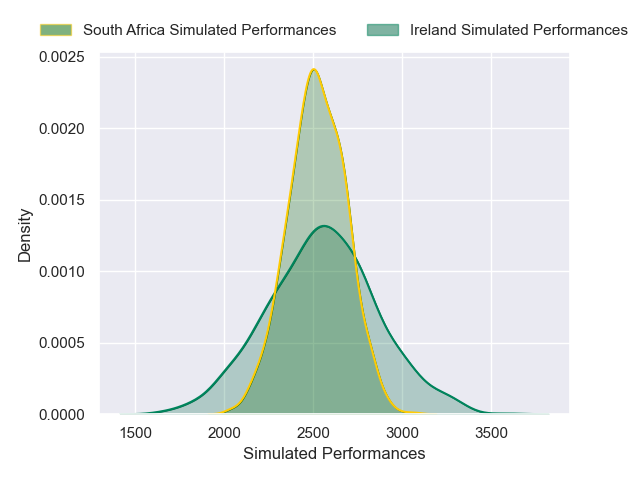 South Africa Simulated Performances Ireland Simulated Performances
0.0025
0.0020
0.0015
0.0010
0.0005
0.0000
Density
1500 2000 2500 3000 3500
Simulated Performances